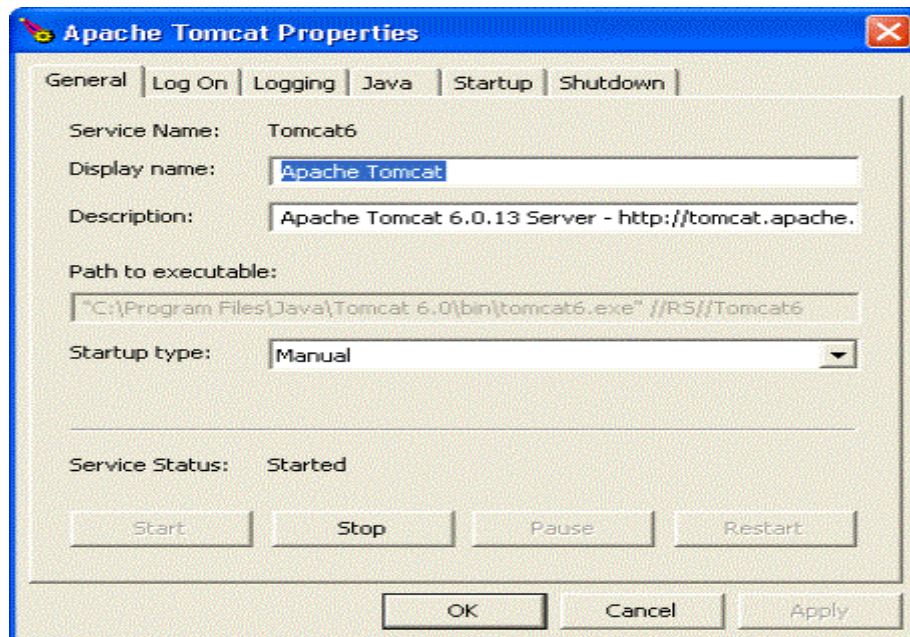 Apache Tomcat Properties
General Log On Logging Java Startup Shutdown
Service Name: Tomcat6
Display name: Apache Tomcat
Description: Apache Tomcat 6.0.13 Server - http://tomcat.apache.
Path to executable:
"C:\Program Files\Java\Tomcat 6.0\bin\tomcat6.exe" //RS//Tomcat6
Startup type: Manual
Service Status: Started
Start Stop Pause Restart
OK Cancel Apply